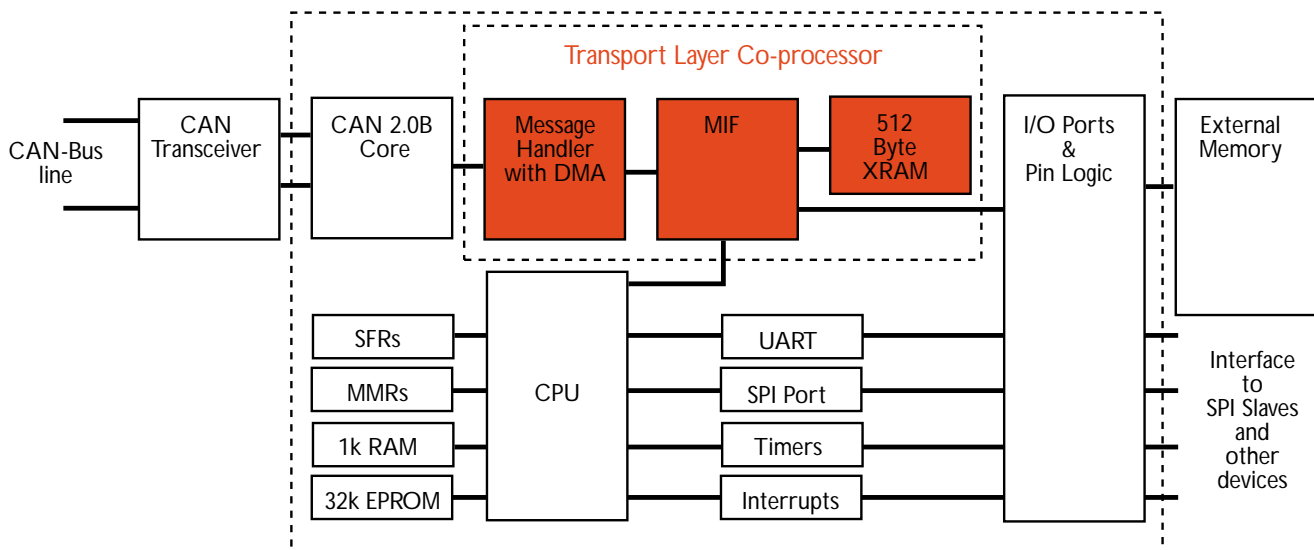 Transport Layer Co-processor
CAN-Bus
line
CAN
Transceiver
CAN 2.0B
Core
Message
Handler
with DMA
MIF
512
Byte
XRAM
I/O Ports
&
Pin Logic
External
Memory
SFRs
MMRs
1k RAM
32k EPROM
CPU
UART
SPI Port
Timers
Interrupts
Interface
to
SPI Slaves
and
other
devices